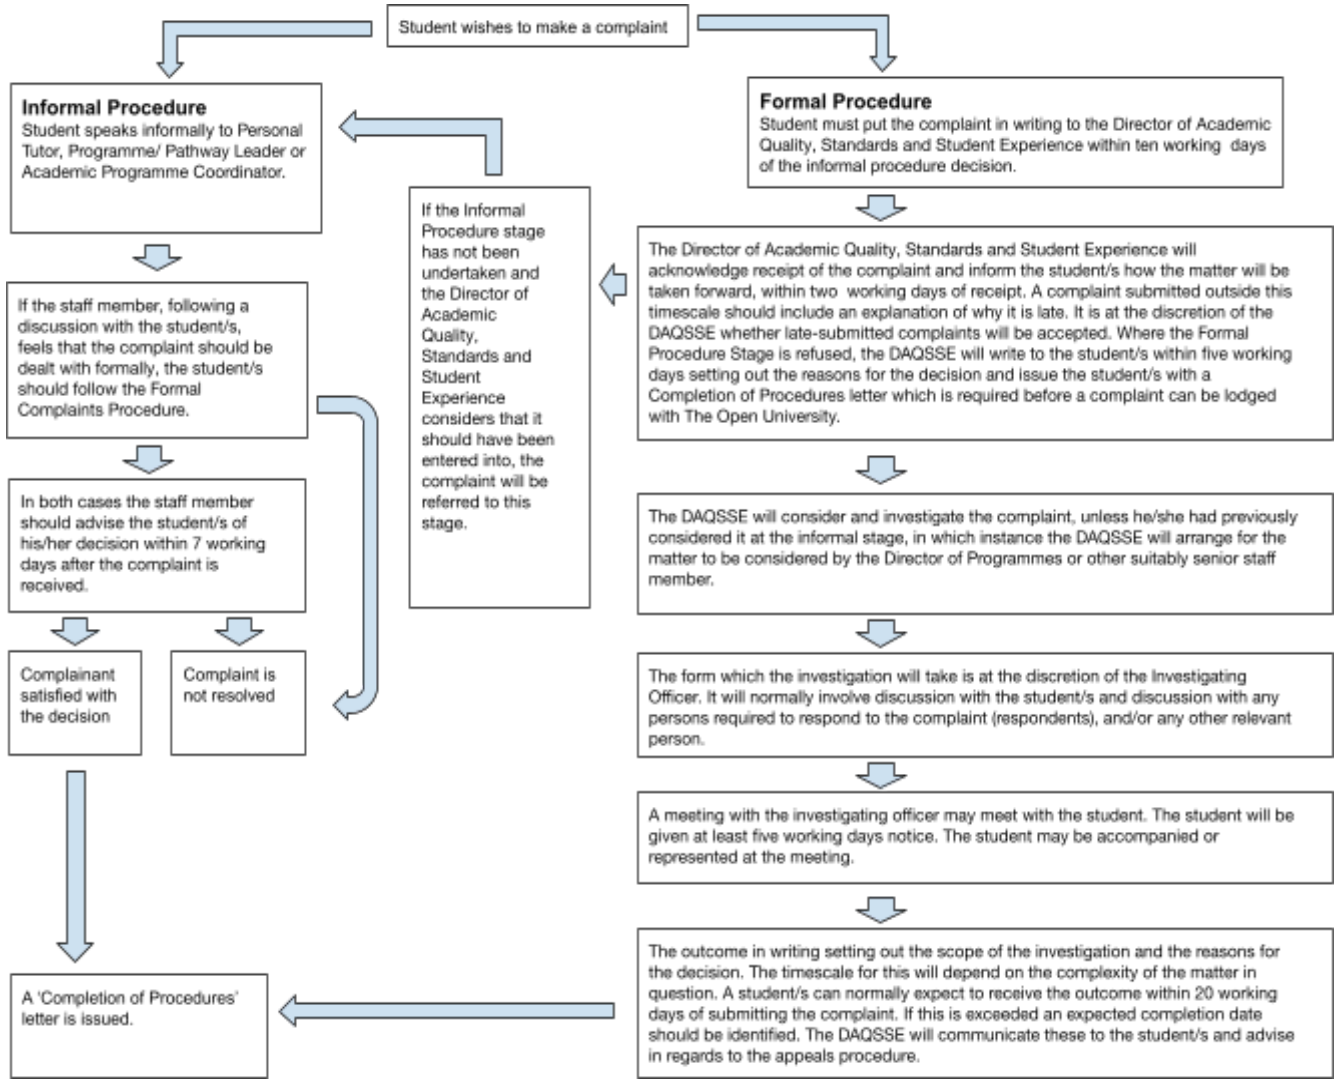 Student wishes to make a complaint
Informal Procedure
Student speaks informally to Personal
Tutor, Programme/ Pathway Leader or
Academic Programme Coordinator.
If the staff member, following a
discussion with the student/s,
feels that the complaint should be
dealt with formally, the student/s
should follow the Formal
Complaints Procedure.
In both cases the staff member
should advise the student/s of
his/her decision within 7 working
days after the complaint is
received.
Complainant
satisfied with
the decision
Complaint is
not resolved
A 'Completion of Procedures'
letter is issued.
If the Informal
Procedure stage
has not been
undertaken and
the Director of
Academic
Quality,
Standards and
Student
Experience
considers that it
should have been
entered into, the
complaint will be
referred to this
stage.
Formal Procedure
Student must put the complaint in writing to the Director of Academic
Quality, Standards and Student Experience within ten working days
of the informal procedure decision.
The Director of Academic Quality, Standards and Student Experience will
acknowledge receipt of the complaint and inform the student/s how the matter will be
taken forward, within two working days of receipt. A complaint submitted outside this
timescale should include an explanation of why it is late. It is at the discretion of the
DAQSSE whether late-submitted complaints will be accepted. Where the Formal
Procedure Stage is refused, the DAQSSE will write to the student/s within five working
days setting out the reasons for the decision and issue the student/s with a
Completion of Procedures letter which is required before a complaint can be lodged
with The Open University.
The DAQSSE will consider and investigate the complaint, unless he/she had previously
considered it at the informal stage, in which instance the DAQSSE will arrange for the
matter to be considered by the Director of Programmes or other suitably senior staff
member.
The form which the investigation will take is at the discretion of the Investigating
Officer. It will normally involve discussion with the student/s and discussion with any
persons required to respond to the complaint (respondents), and/or any other relevant
person.
A meeting with the investigating officer may meet with the student. The student will be
given at least five working days notice. The student may be accompanied or
represented at the meeting.
The outcome in writing setting out the scope of the investigation and the reasons for
the decision. The timescale for this will depend on the complexity of the matter in
question. A student/s can normally expect to receive the outcome within 20 working
days of submitting the complaint. If this is exceeded an expected completion date
should be identified. The DAQSSE will communicate these to the student/s and advise
in regards to the appeals procedure.